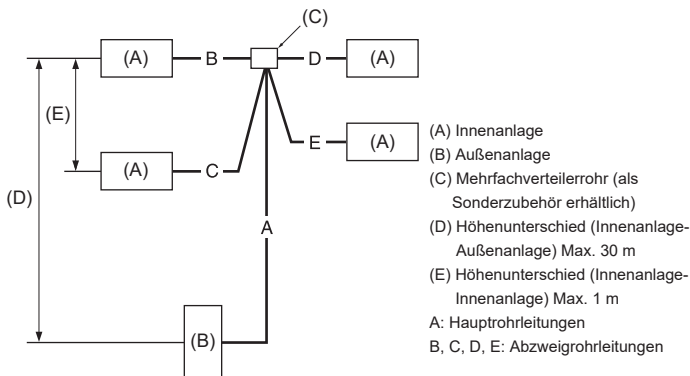 (C)
(A) B D (A)
(E)
(A) C E (A)
(D)
A
(B)
(A) Innenanlage
(B) Außenanlage
(C) Mehrfachverteilerrohr (als
Sonderzubehör erhältlich)
(D) Höhenunterschied (Innenanlage-
Außenanlage) Max. 30 m
(E) Höhenunterschied (Innenanlage-
Innenanlage) Max. 1 m
A: Hauptrohrleitungen
B, C, D, E: Abzweigrohrleitungen